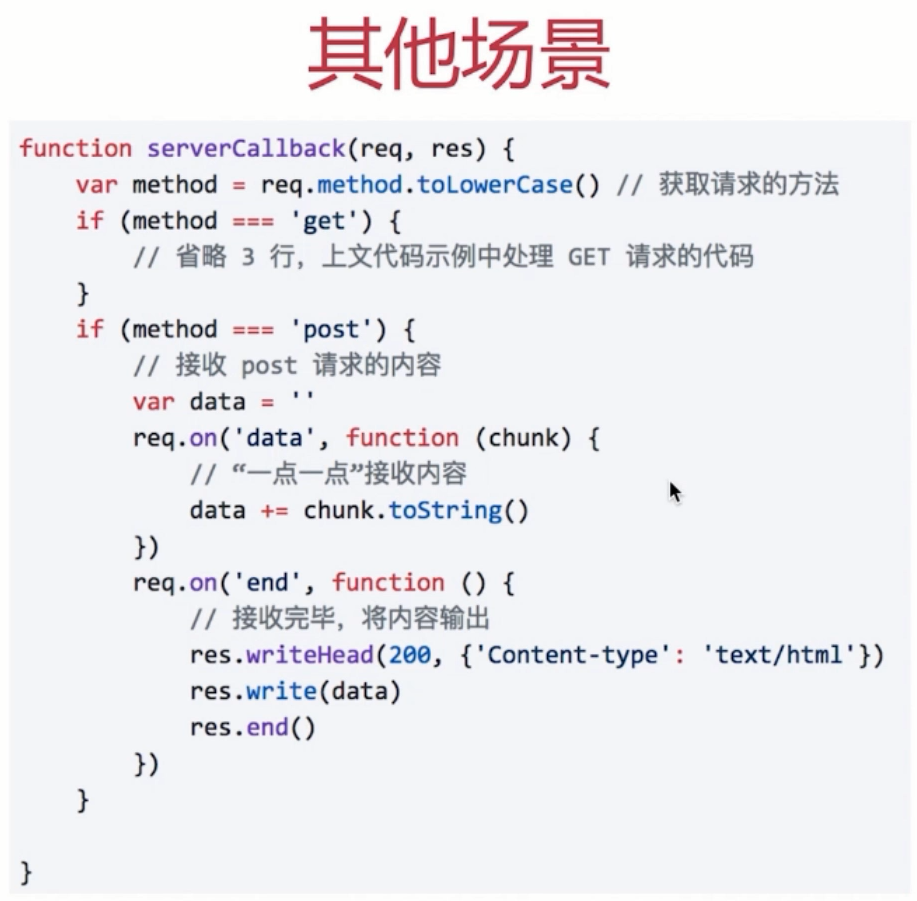 其他场景
function serverCallback(req, res) {
    var method = req.method.toLowerCase() // 获取请求的方法
    if (method === 'get') {
        // 省略 3 行，上文代码示例中处理 GET 请求的代码
    }
    if (method === 'post') {
        // 接收 post 请求的内容
        var data = ''
        req.on('data', function (chunk) {
            // “一点一点”接收内容
            data += chunk.toString()
        })
        req.on('end', function () {
            // 接收完毕，将内容输出
            res.writeHead(200, {'Content-type': 'text/html'})
            res.write(data)
            res.end()
        })
    }
}